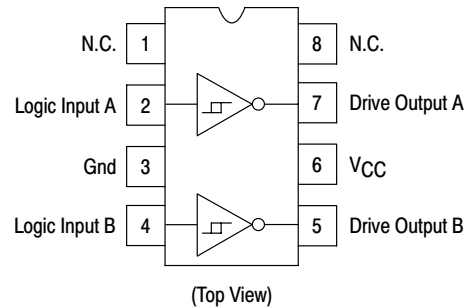 N.C. 1 8 N.C.
Logic Input A 2 7 Drive Output A
Gnd 3 6 VCC
Logic Input B 4 5 Drive Output B
(Top View)